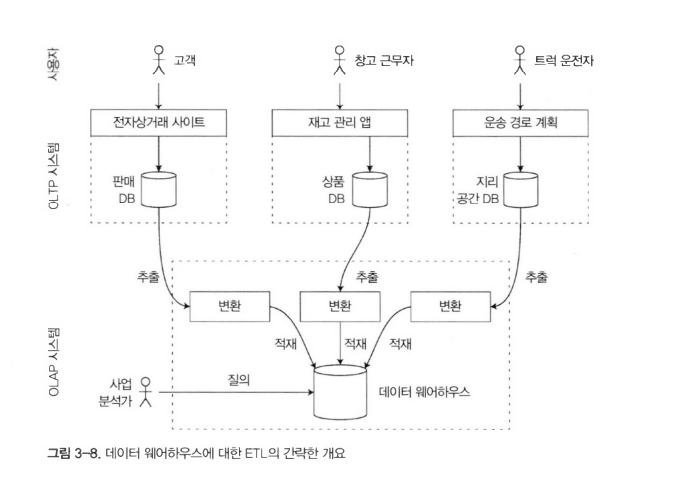 사용자
고객
창고 근무자
트럭 운전자
OLTP 시스템
전자상거래 사이트
재고 관리 앱
운송 경로 계획
판매
DB
상품
DB
지리
공간 DB
추출
추출
추출
OLAP 시스템
변환
변환
변환
적재
적재
적재
사업
분석가
질의
데이터 웨어하우스
그림 3-8. 데이터 웨어하우스에 대한 ETL의 간략한 개요